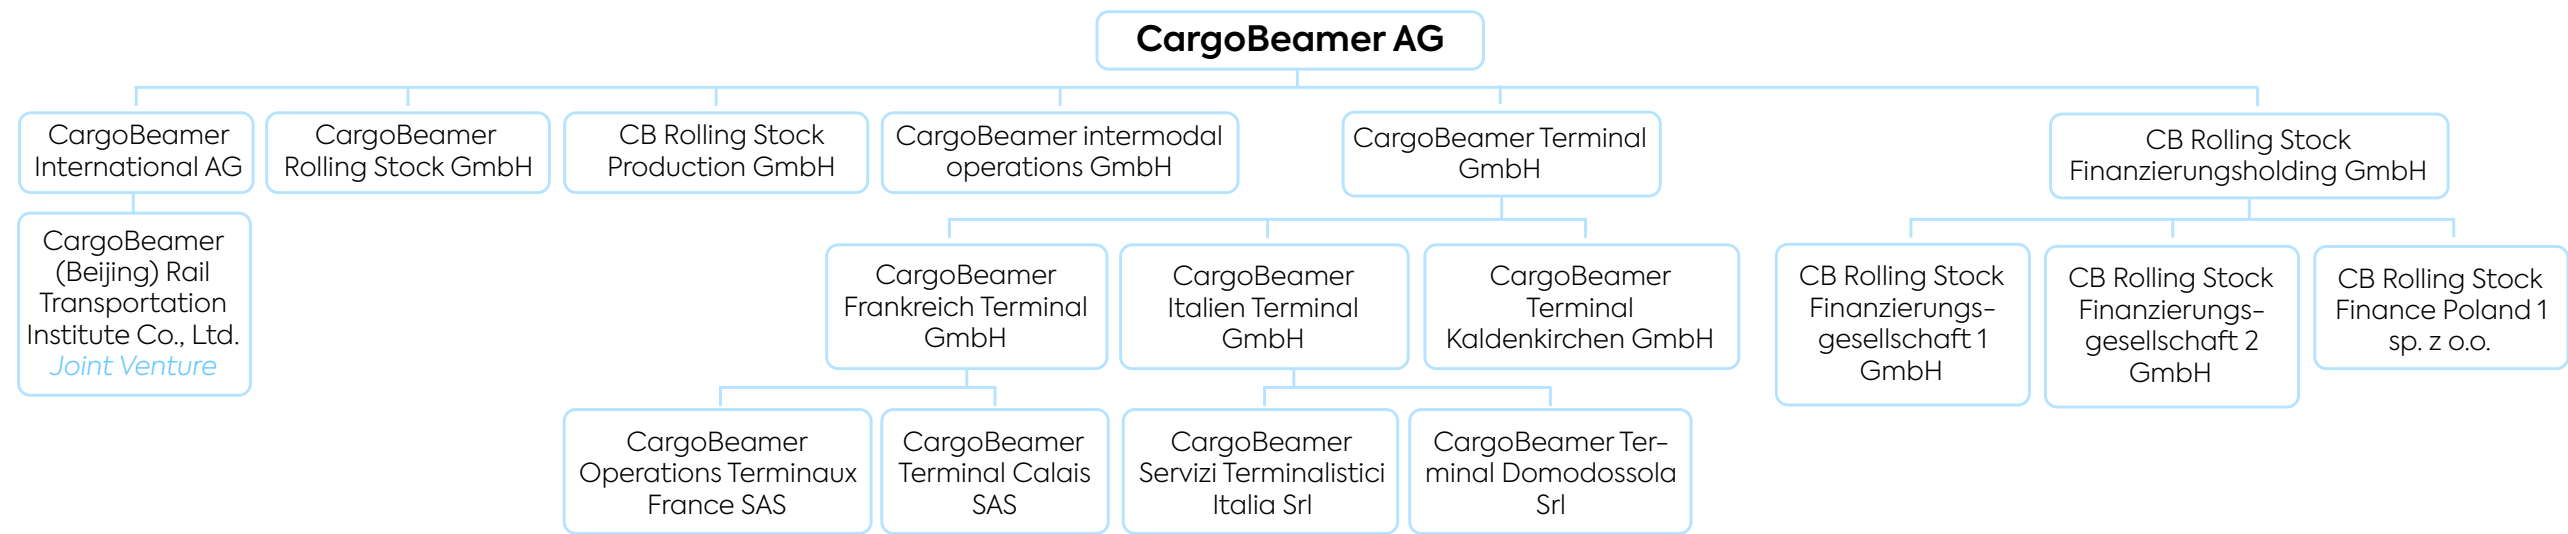 CargoBeamer AG
CargoBeamer
International AG
CargoBeamer
Rolling Stock GmbH
CB Rolling Stock
Production GmbH
CargoBeamer intermodal
operations GmbH
CargoBeamer Terminal
GmbH
CB Rolling Stock
Finanzierungsholding GmbH
CargoBeamer
(Beijing) Rail
Transportation
Institute Co., Ltd.
Joint Venture
CargoBeamer
Frankreich Terminal
GmbH
CargoBeamer
Italien Terminal
GmbH
CargoBeamer
Terminal
Kaldenkirchen GmbH
CB Rolling Stock
Finanzierungs-
gesellschaft 1
GmbH
CB Rolling Stock
Finanzierungs-
gesellschaft 2
GmbH
CB Rolling Stock
Finance Poland 1
sp. z o.o.
CargoBeamer
Operations Terminaux
France SAS
CargoBeamer
Terminal Calais
SAS
CargoBeamer
Servizi Terminalistici
Italia Srl
CargoBeamer Ter-
minal Domodossola
Srl